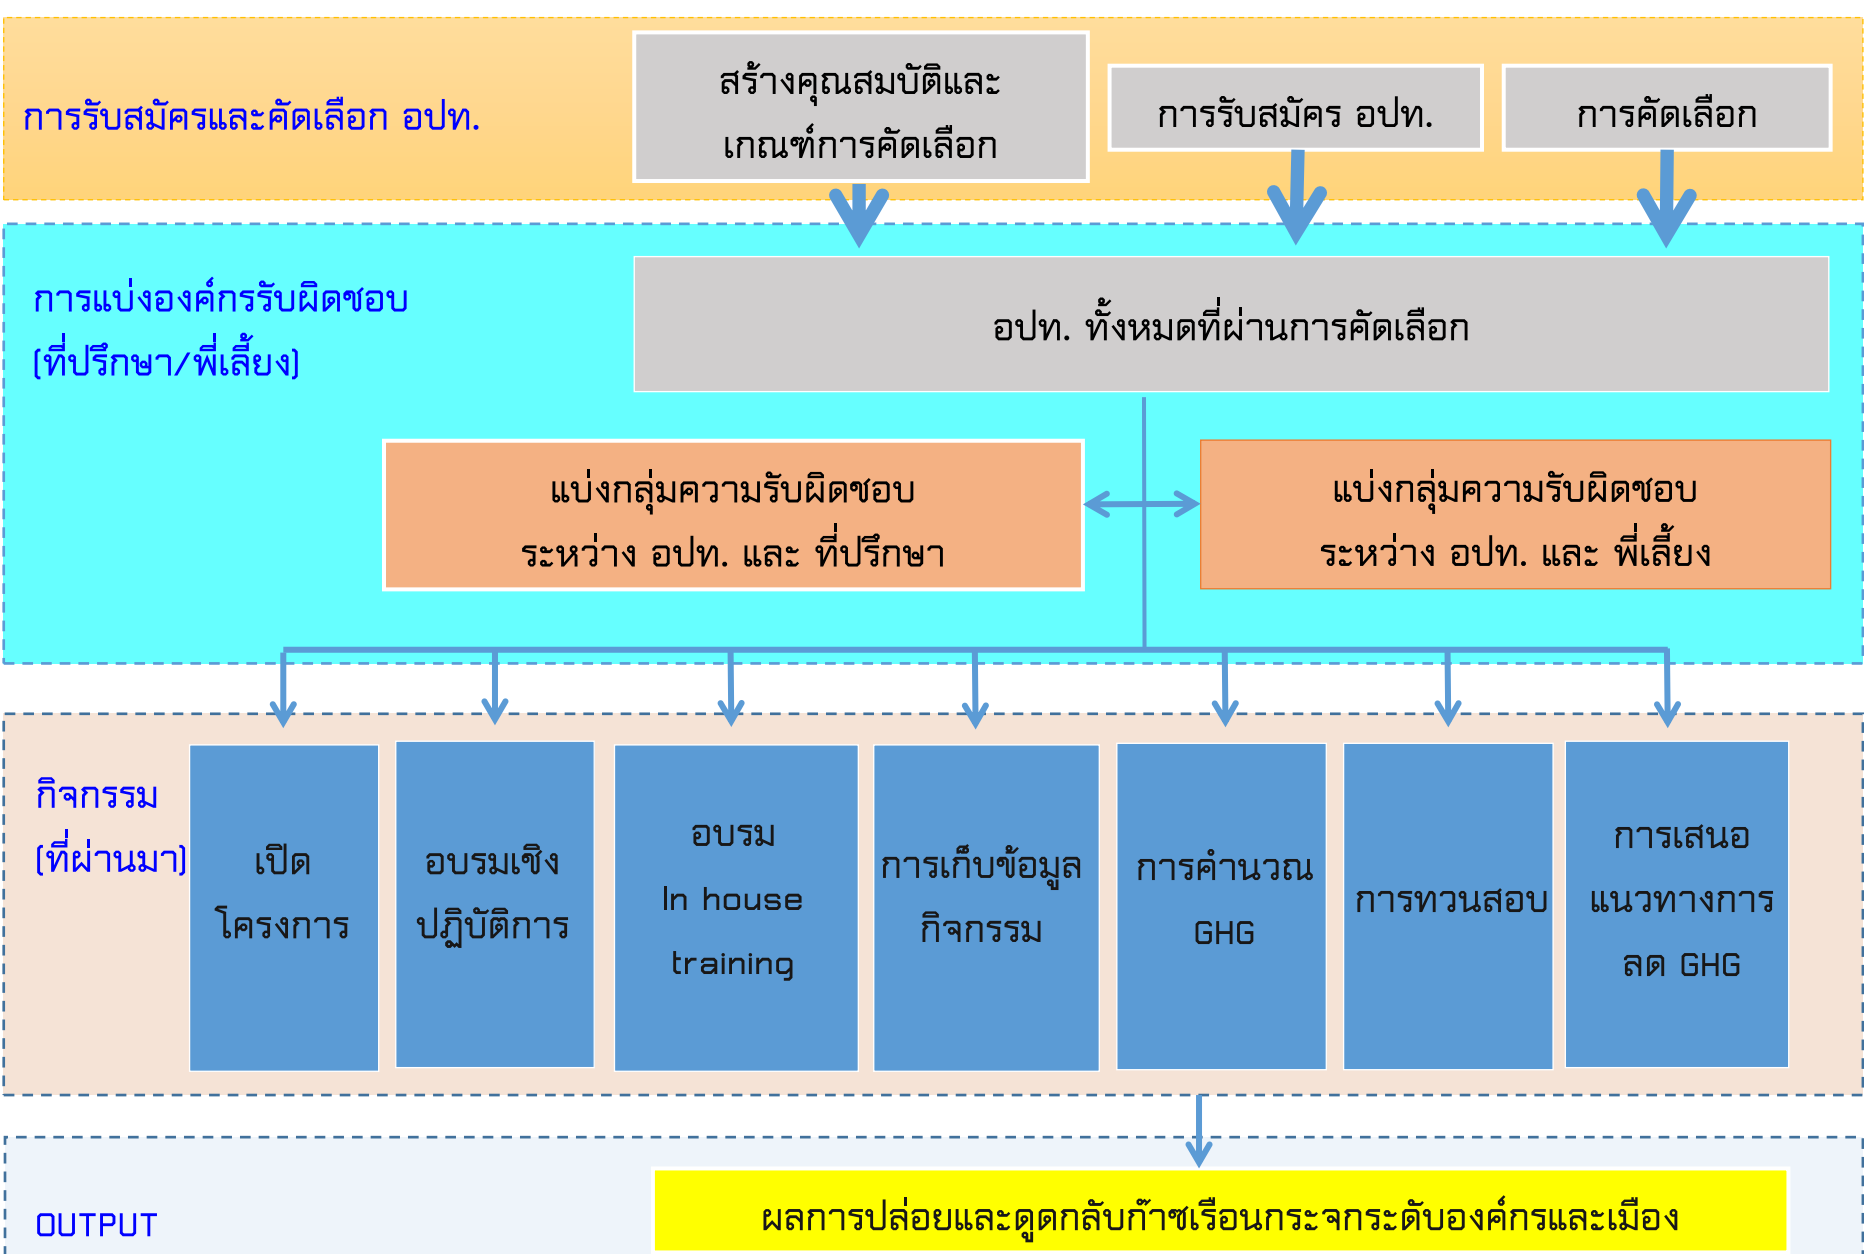 การรับสมัครและคัดเลือก อปท.
สร้างคุณสมบัติและ
เกณฑ์การคัดเลือก
การรับสมัคร อปท.
การคัดเลือก
การแบ่งองค์กรรับผิดชอบ
(ที่ปรึกษา/พี่เลี้ยง)
อปท. ทั้งหมดที่ผ่านการคัดเลือก
แบ่งกลุ่มความรับผิดชอบ
ระหว่าง อปท. และ ที่ปรึกษา
แบ่งกลุ่มความรับผิดชอบ
ระหว่าง อปท. และ พี่เลี้ยง
กิจกรรม
(ที่ผ่านมา)
เปิด
โครงการ
อบรมเชิง
ปฏิบัติการ
อบรม
In house
training
การเก็บข้อมูล
กิจกรรม
การคำนวณ
GHG
การทวนสอบ
การเสนอ
แนวทางการ
ลด GHG
OUTPUT
ผลการปล่อยและดูดกลับก๊าซเรือนกระจกระดับองค์กรและเมือง